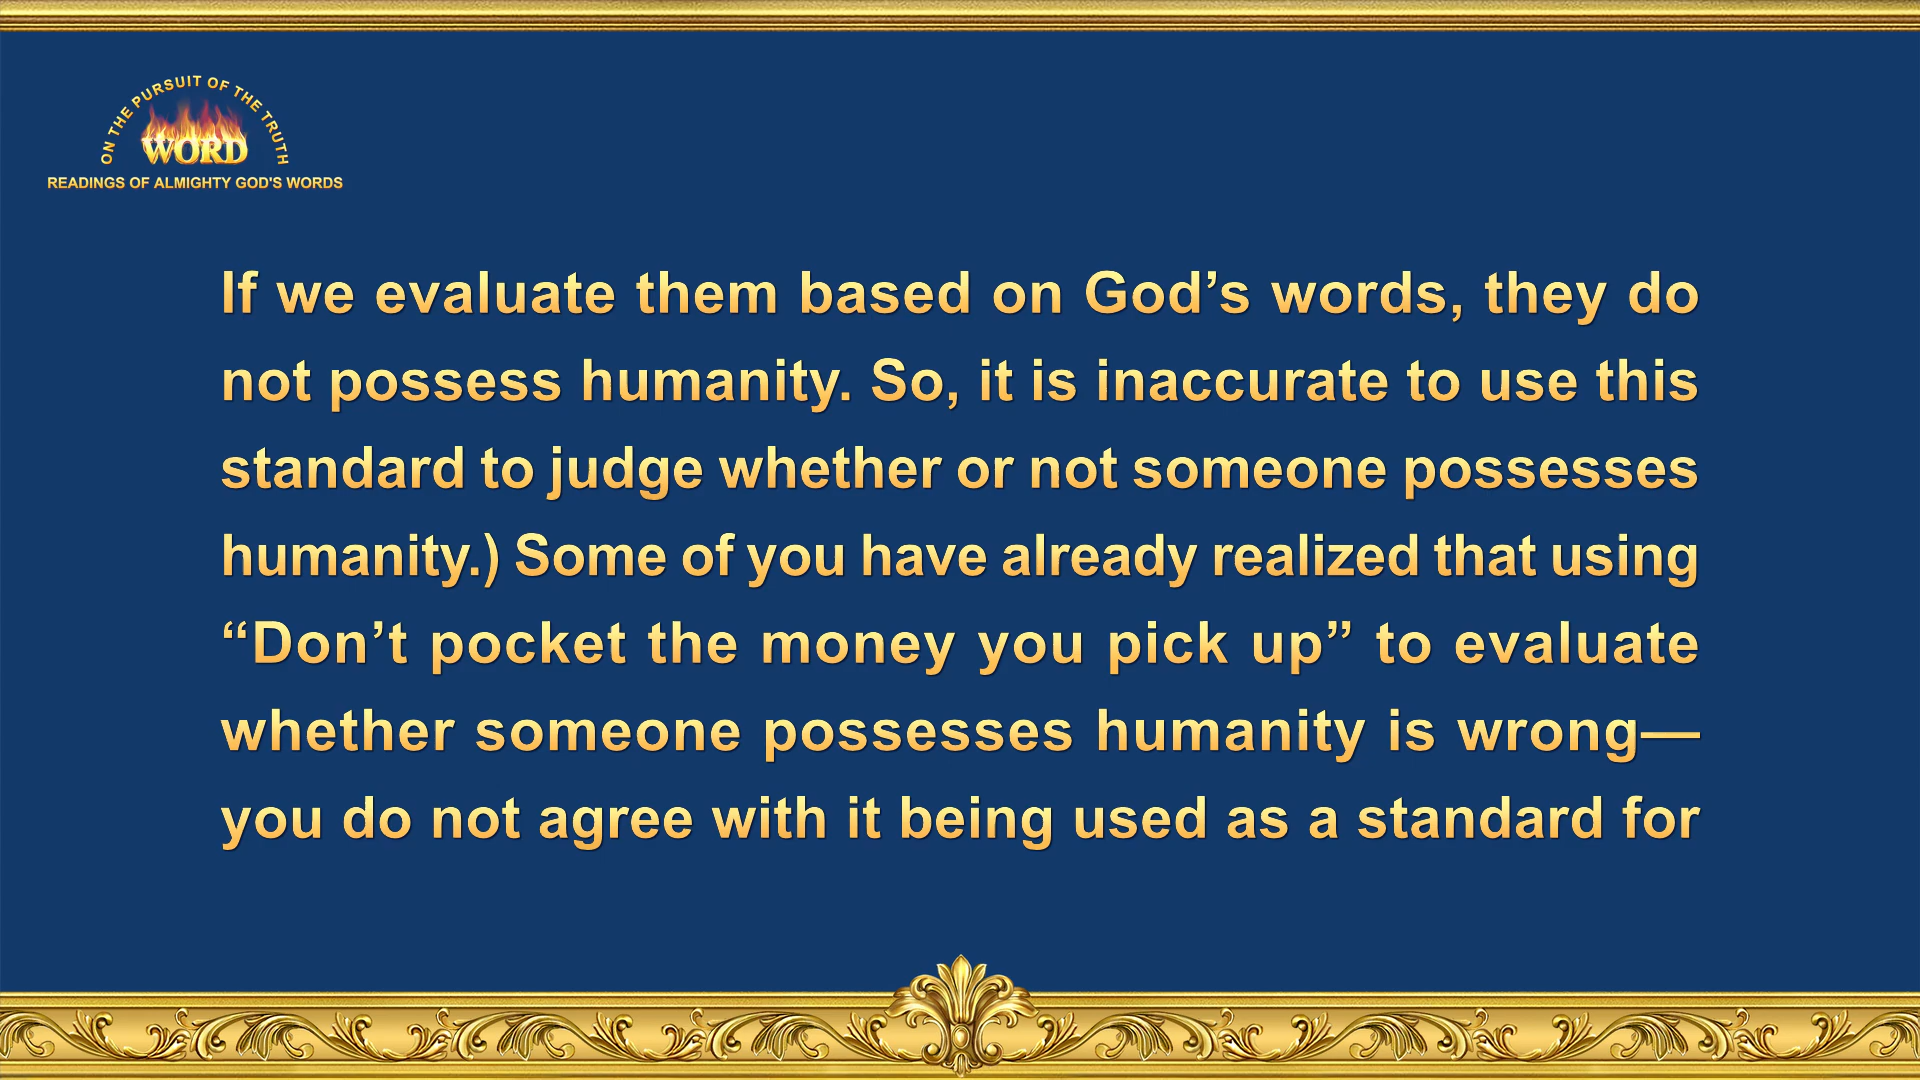 ON THE PURSUIT OF THE TRUTH
WORD
READINGS OF ALMIGHTY GOD'S WORDS
If we evaluate them based on God’s words, they do
not possess humanity. So, it is inaccurate to use this
standard to judge whether or not someone possesses
humanity.) Some of you have already realized that using
“Don’t pocket the money you pick up” to evaluate
whether someone possesses humanity is wrong—
you do not agree with it being used as a standard for